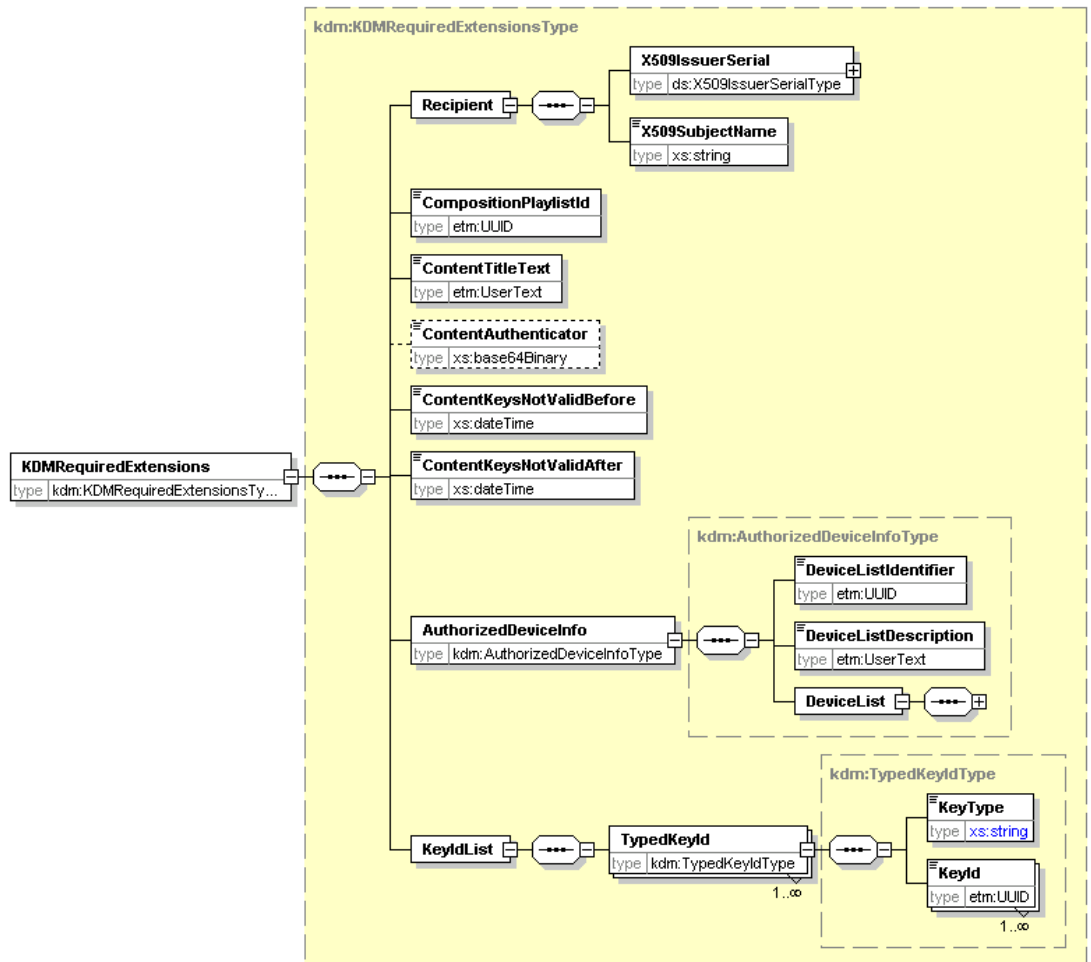 kdm:KDMRequiredExtensionsType
X509IssuerSerial
type ds:X509IssuerSerialType
Recipient
X509SubjectName
type xs:string
CompositionPlaylistId
type etm:UUID
ContentTitleText
type etm:UserText
ContentAuthenticator
type xs:base64Binary
ContentKeysNotValidBefore
type xs:dateTime
KDMRequiredExtensions
type kdm:KDMRequiredExtensionsTy...
ContentKeysNotValidAfter
type xs:dateTime
kdm:AuthorizedDeviceInfoType
DeviceListIdentifier
type etm:UUID
AuthorizedDeviceInfo
type kdm:AuthorizedDeviceInfoType
DeviceListDescription
type etm:UserText
DeviceList
kdm:TypedKeyIdType
KeyType
type xs:string
KeyIdList
TypedKeyId
type kdm:TypedKeyIdType
1..∞
KeyId
type etm:UUID
1..∞